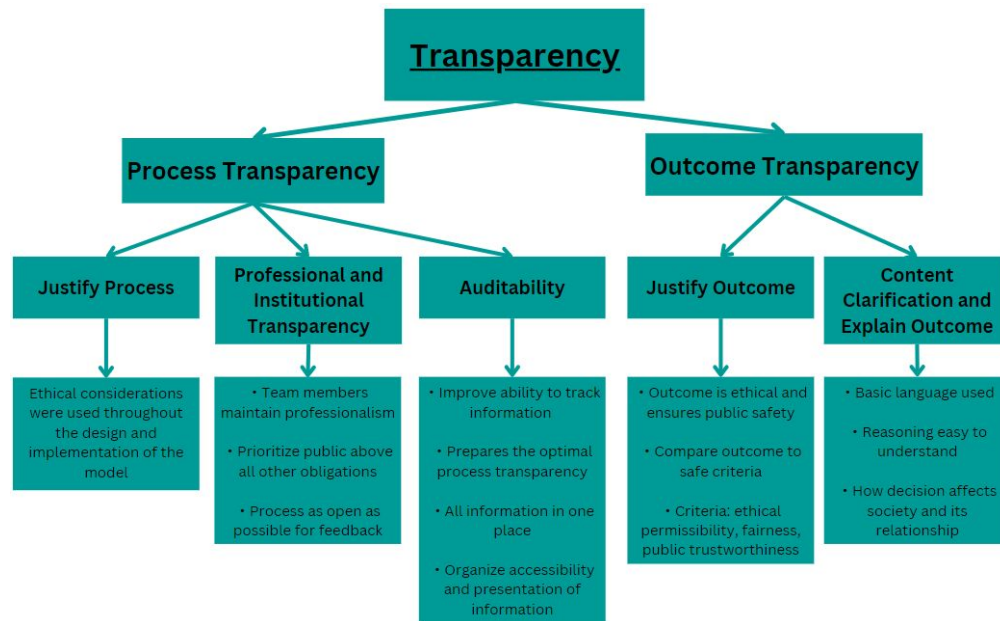 Transparency
Process Transparency
Outcome Transparency
Justify Process
Professional and
Institutional
Transparency
Auditability
Justify Outcome
Content
Clarification and
Explain Outcome
Ethical considerations
were used throughout
the design and
implementation of the
model
• Team members
maintain professionalism
• Prioritize public above
all other obligations
• Process as open as
possible for feedback
• Improve ability to track
information
• Prepares the optimal
process transparency
• All information in one
place
• Organize accessibility
and presentation of
information
• Outcome is ethical and
ensures public safety
• Compare outcome to
safe criteria
• Criteria: ethical
permissibility, fairness,
public trustworthiness
• Basic language used
• Reasoning easy to
understand
• How decision affects
society and its
relationship